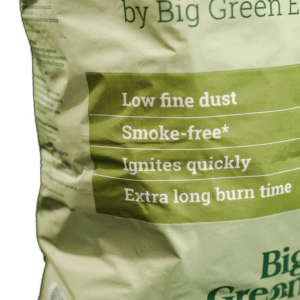 by Big Green E
Low fine dust
Smoke-free*
Ignites quickly
Extra long burn time
Big
Green